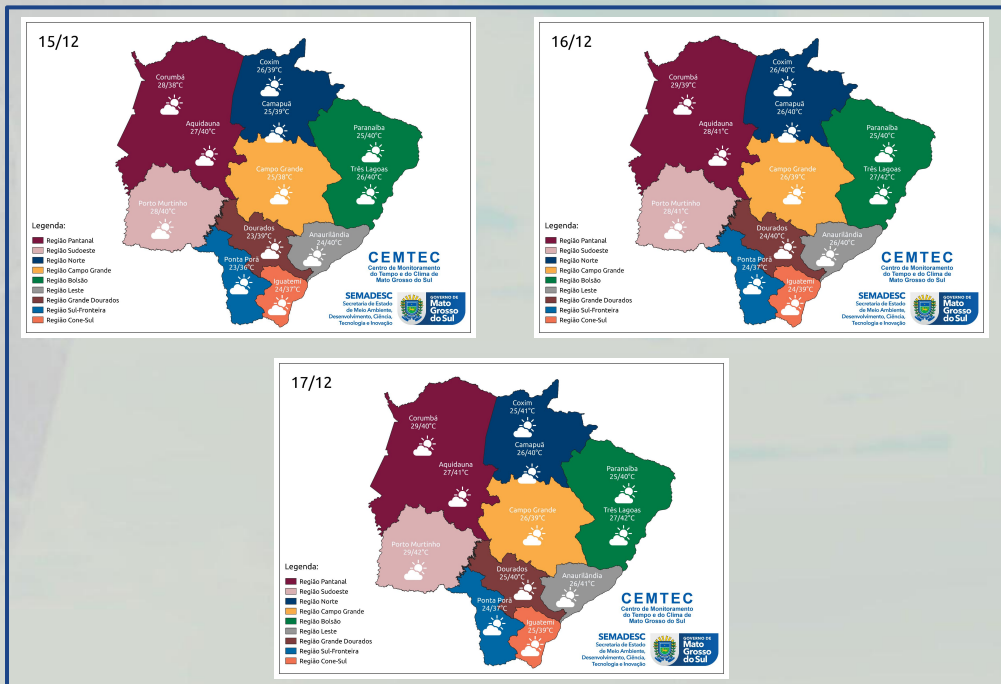 15/12
Coxim
26/39°C
Corumbá
28/38°C
Camapuã
25/39°C
Aquidauna
27/40°C
Paranaiba
25/40°C
Campo Grande
25/38°C
Três Lagoas
26/40°C
Porto Murtinho
28/40°C
Dourados
23/39°C
Anaurilândia
24/40°C
Ponta Porã
23/36°C
Iguatemi
24/37°C
Legenda:
Região Pantanal
Região Sudoeste
Região Norte
Região Campo Grande
Região Bolsão
Região Leste
Região Grande Dourados
Região Sul-Fronteira
Região Cone-Sul
CEMTEC
Centro de Monitoramento
do Tempo e do Clima de
Mato Grosso do Sul
SEMADESC
Secretaria de Estado
de Meio Ambiente,
Desenvolvimento, Ciência,
Tecnologia e Inovação
GOVERNO DE
Mato
Grosso
do Sul
16/12
Coxim
26/40°C
Corumbá
29/39°C
Camapuã
26/40°C
Aquidauna
28/41°C
Paranaiba
25/40°C
Campo Grande
26/39°C
Três Lagoas
27/42°C
Porto Murtinho
28/41°C
Dourados
24/40°C
Anaurilândia
26/40°C
Ponta Porã
24/37°C
Iguatemi
24/39°C
Legenda:
Região Pantanal
Região Sudoeste
Região Norte
Região Campo Grande
Região Bolsão
Região Leste
Região Grande Dourados
Região Sul-Fronteira
Região Cone-Sul
CEMTEC
Centro de Monitoramento
do Tempo e do Clima de
Mato Grosso do Sul
SEMADESC
Secretaria de Estado
de Meio Ambiente,
Desenvolvimento, Ciência,
Tecnologia e Inovação
GOVERNO DE
Mato
Grosso
do Sul
17/12
Coxim
25/41°C
Corumbá
29/40°C
Camapuã
26/40°C
Aquidauna
27/41°C
Paranaiba
25/40°C
Campo Grande
26/39°C
Três Lagoas
27/42°C
Porto Murtinho
29/42°C
Dourados
25/40°C
Anaurilândia
26/41°C
Ponta Porã
24/37°C
Iguatemi
25/39°C
Legenda:
Região Pantanal
Região Sudoeste
Região Norte
Região Campo Grande
Região Bolsão
Região Leste
Região Grande Dourados
Região Sul-Fronteira
Região Cone-Sul
CEMTEC
Centro de Monitoramento
do Tempo e do Clima de
Mato Grosso do Sul
SEMADESC
Secretaria de Estado
de Meio Ambiente,
Desenvolvimento, Ciência,
Tecnologia e Inovação
GOVERNO DE
Mato
Grosso
do Sul